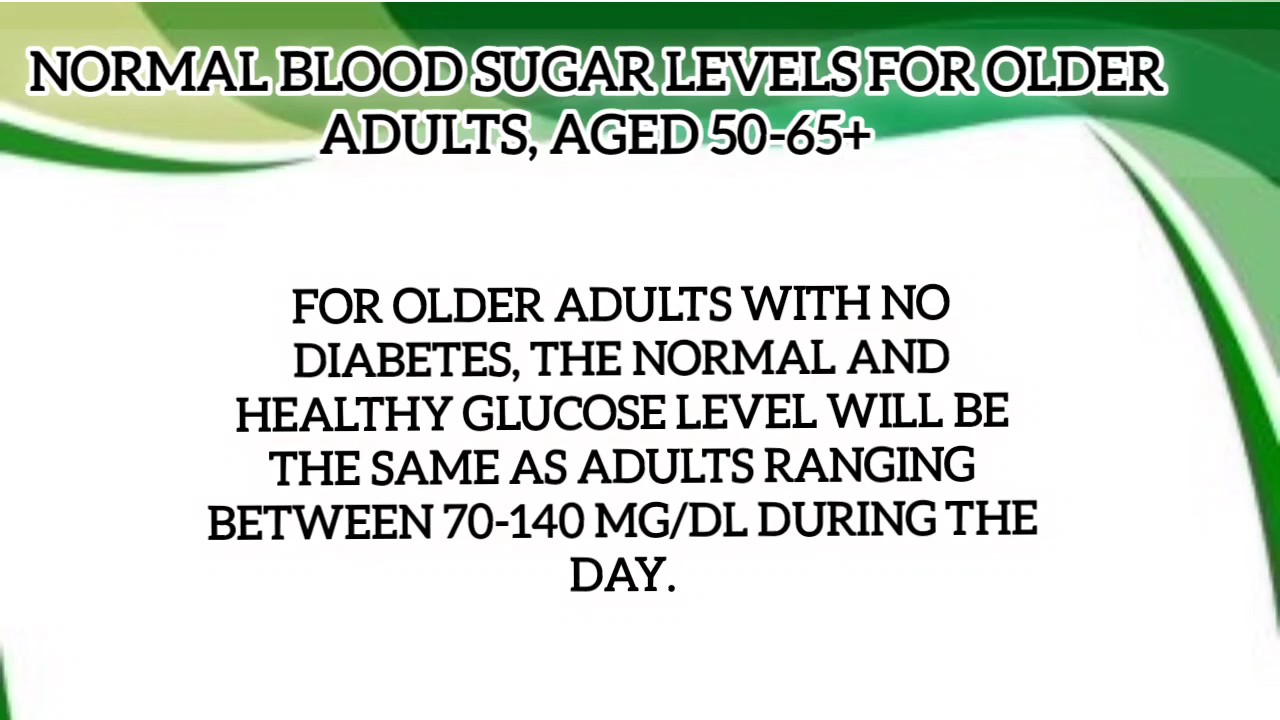 NORMAL BLOOD SUGAR LEVELS FOR OLDER
ADULTS, AGED 50-65+
FOR OLDER ADULTS WITH NO
DIABETES, THE NORMAL AND
HEALTHY GLUCOSE LEVEL WILL BE
THE SAME AS ADULTS RANGING
BETWEEN 70-140 MG/DL DURING THE
DAY.